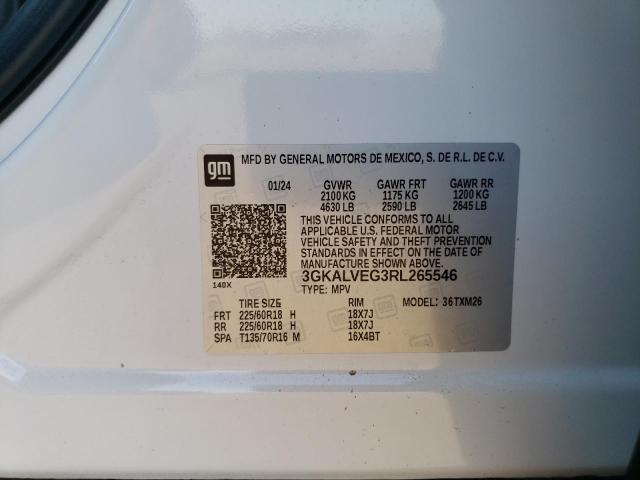 gm MFD BY GENERAL MOTORS DE MEXICO, S. DE R.L. DE C.V.
01/24 GVWR GAWR FRT GAWR RR
2100 KG 1175 KG 1200 KG
4630 LB 2590 LB 2645 LB
THIS VEHICLE CONFORMS TO ALL
APPLICABLE U.S. FEDERAL MOTOR
VEHICLE SAFETY AND THEFT PREVENTION
STANDARDS IN EFFECT ON THE DATE OF
MANUFACTURE SHOWN ABOVE.
3GKALVEG3RL265546
140X TYPE: MPV
TIRE SIZE RIM MODEL: 36TXM26
FRT 225/60R18 H 18X7J
RR 225/60R18 H 18X7J
SPA T135/70R16 M 16X4BT